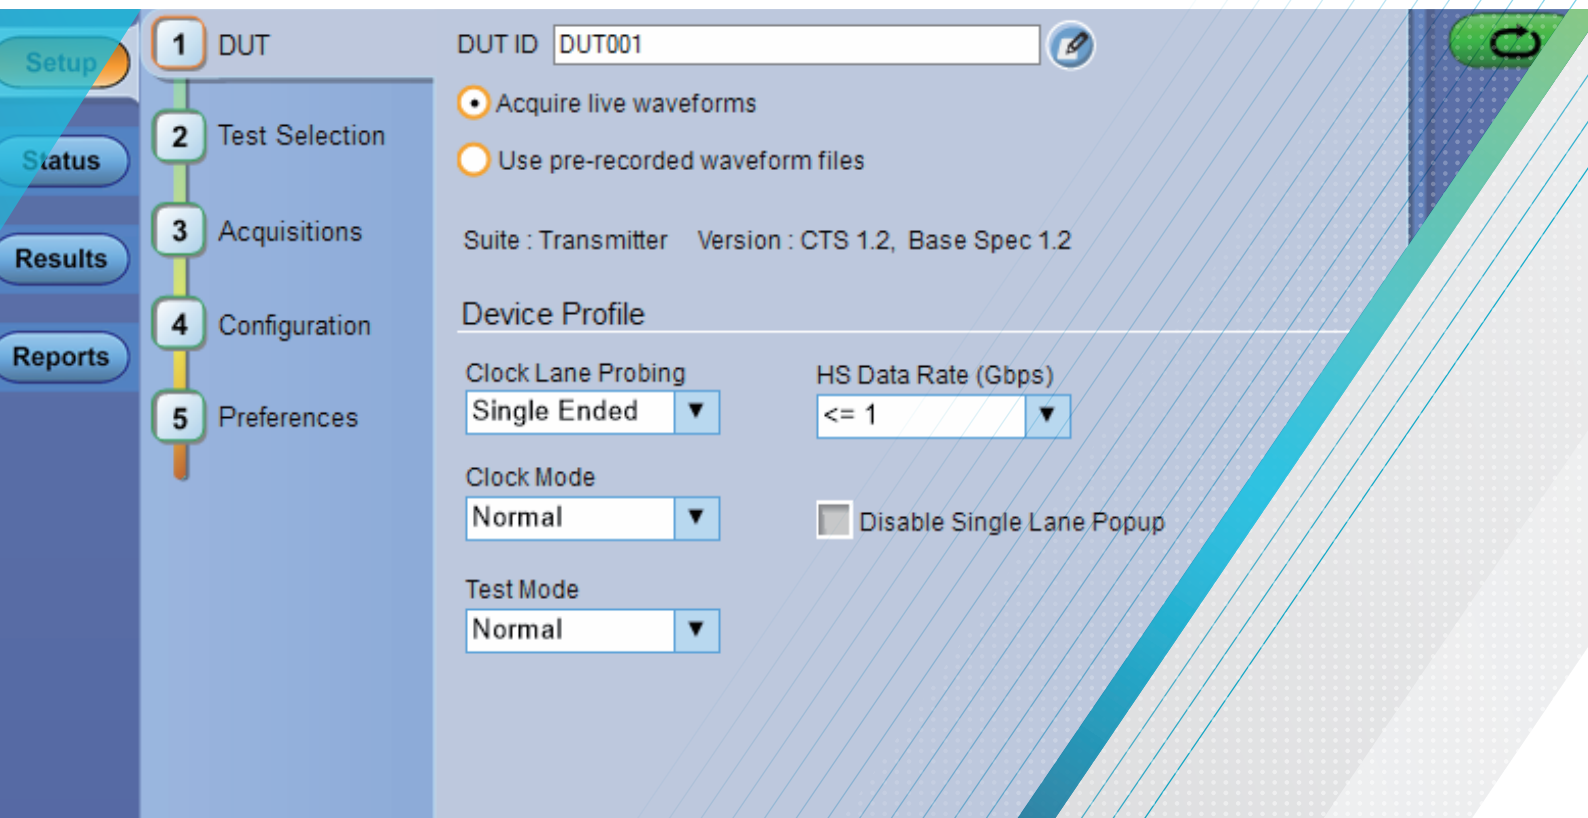 Setup
Status
Results
Reports
1 DUT
2 Test Selection
3 Acquisitions
4 Configuration
5 Preferences
DUT ID DUT001
Acquire live waveforms
Use pre-recorded waveform files
Suite : Transmitter Version : CTS 1.2, Base Spec 1.2
Device Profile
Clock Lane Probing
Single Ended
HS Data Rate (Gbps)
<= 1
Clock Mode
Normal
Disable Single Lane Popup
Test Mode
Normal